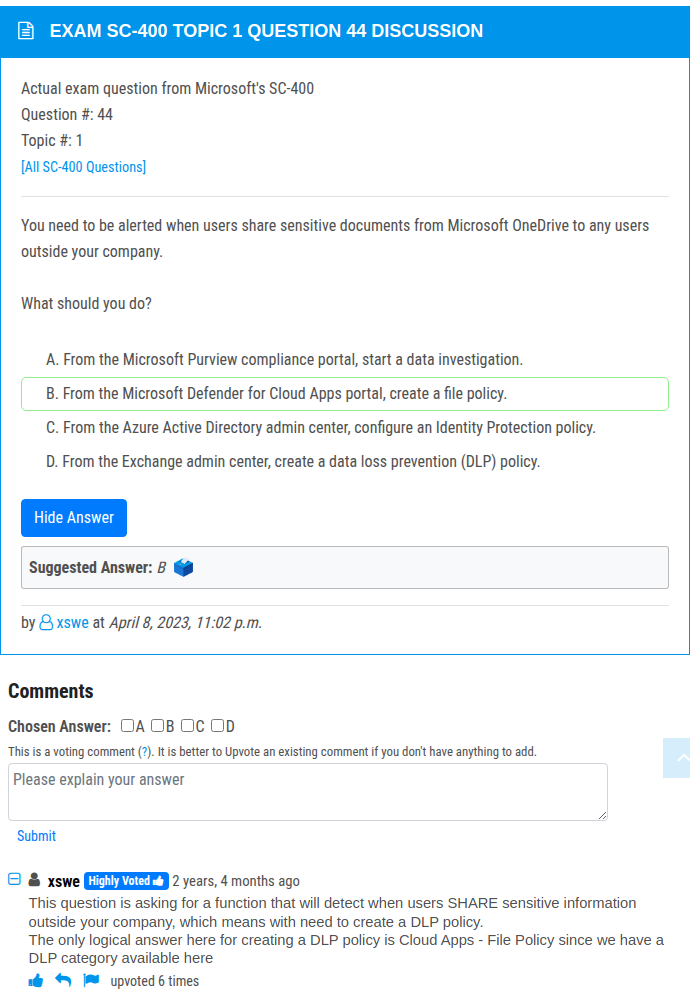 EXAM SC-400 TOPIC 1 QUESTION 44 DISCUSSION
Actual exam question from Microsoft's SC-400
Question #: 44
Topic #: 1
[All SC-400 Questions]
You need to be alerted when users share sensitive documents from Microsoft OneDrive to any users
outside your company.
What should you do?
A. From the Microsoft Purview compliance portal, start a data investigation.
B. From the Microsoft Defender for Cloud Apps portal, create a file policy.
C. From the Azure Active Directory admin center, configure an Identity Protection policy.
D. From the Exchange admin center, create a data loss prevention (DLP) policy.
Hide Answer
Suggested Answer: B
by xswe at April 8, 2023, 11:02 p.m.
Comments
Chosen Answer: A B C D
This is a voting comment (?). It is better to Upvote an existing comment if you don't have anything to add.
Please explain your answer
Submit
xswe Highly Voted 2 years, 4 months ago
This question is asking for a function that will detect when users SHARE sensitive information
outside your company, which means with need to create a DLP policy.
The only logical answer here for creating a DLP policy is Cloud Apps - File Policy since we have a
DLP category available here
upvoted 6 times